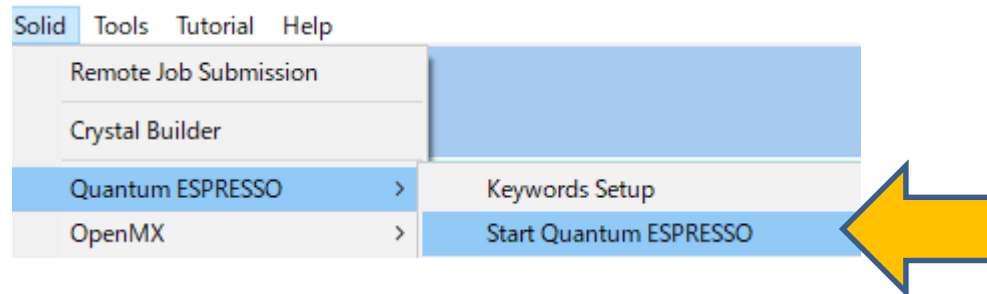 Solid Tools Tutorial Help
Remote Job Submission
Crystal Builder
Quantum ESPRESSO > Keywords Setup
OpenMX > Start Quantum ESPRESSO